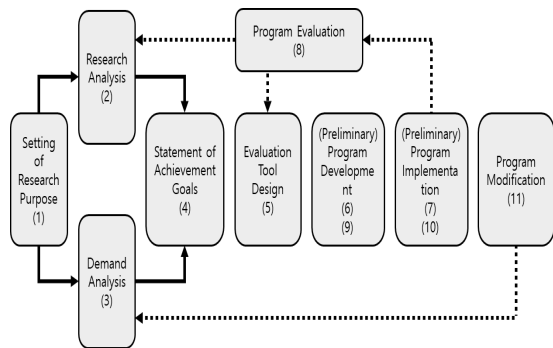 Research
Analysis
(2)
Program Evaluation
(8)
Setting
of
Research
Purpose
(1)
Statement of
Achievement
Goals
(4)
Evaluation
Tool
Design
(5)
(Preliminary)
Program
Developme
nt
(6)
(9)
(Preliminary)
Program
Implementa
tion
(7)
(10)
Program
Modification
(11)
Demand
Analysis
(3)